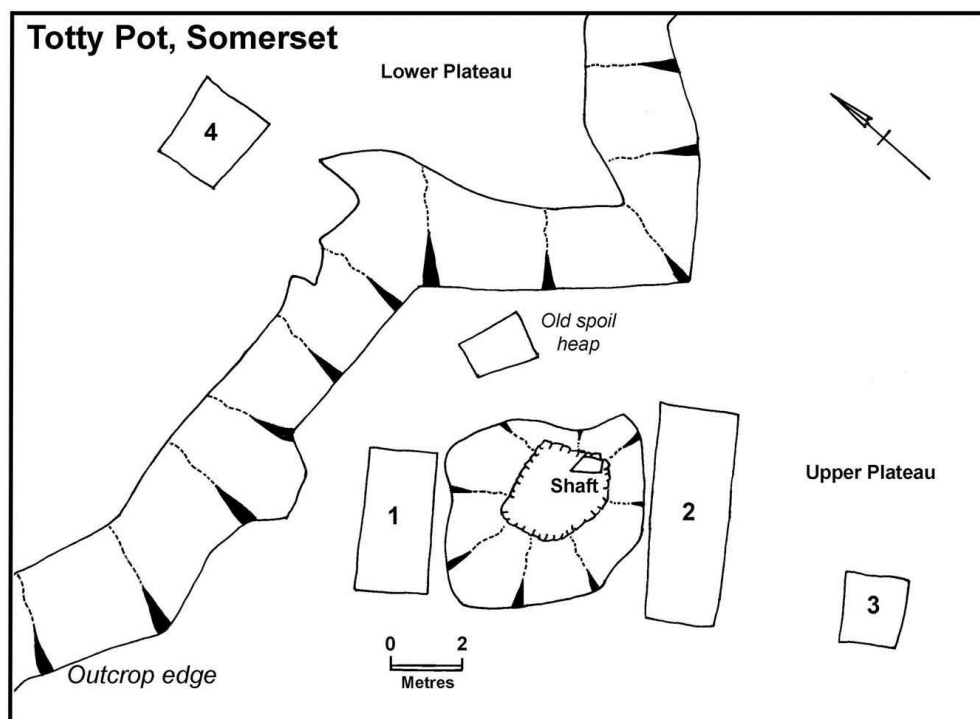 Totty Pot, Somerset
Lower Plateau
4
Old spoil
heap
Shaft
Upper Plateau
1
2
3
0 2
Metres
Outcrop edge